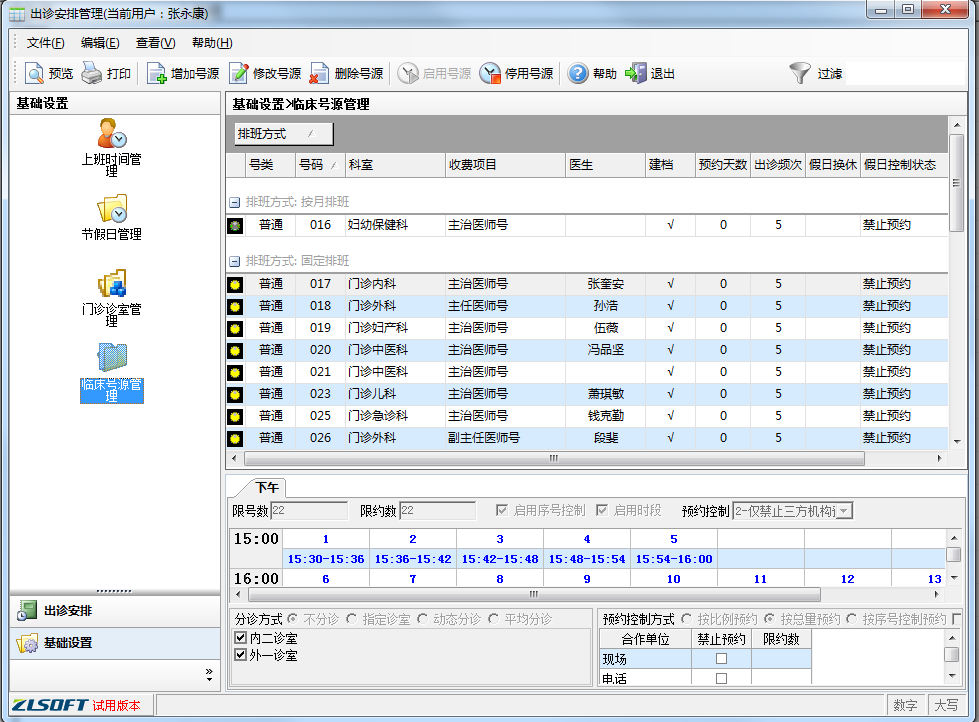 出诊安排管理(当前用户：张永康)
文件(F) 编辑(E) 查看(V) 帮助(H)
预览 打印 增加号源 修改号源 删除号源 启用号源 停用号源 帮助 退出 过滤
基础设置
上班时间管
理
节假日管理
门诊诊室管
理
临床号源管
理
出诊安排
基础设置
基础设置>临床号源管理
排班方式
号类 号码 科室 收费项目 医生 建档 预约天数 出诊频次 假日换休 假日控制状态
排班方式: 按月排班
普通 016 妇幼保健科 主治医师号 √ 0 5 禁止预约
排班方式: 固定排班
普通 017 门诊内科 主治医师号 张奎安 √ 0 5 禁止预约
普通 018 门诊外科 主任医师号 孙浩 √ 0 5 禁止预约
普通 019 门诊妇产科 主治医师号 伍薇 √ 0 5 禁止预约
普通 020 门诊中医科 主治医师号 冯品坚 √ 0 5 禁止预约
普通 021 门诊中医科 主治医师号 √ 0 5 禁止预约
普通 023 门诊儿科 主治医师号 萧琪敏 √ 0 5 禁止预约
普通 025 门诊急诊科 主治医师号 钱克勤 √ 0 5 禁止预约
普通 026 门诊外科 副主任医师号 段斐 √ 0 5 禁止预约
下午
限号数 22 限约数 22 启用序号控制 启用时段 预约控制 2-仅禁止三方机构
15:00 1 2 3 4 5
15:30-15:36 15:36-15:42 15:42-15:48 15:48-15:54 15:54-16:00
16:00 6 7 8 9 10 11 12 13
分诊方式 不分诊 指定诊室 动态分诊 平均分诊
内二诊室
外一诊室
预约控制方式 按比例预约 按总量预约 按序号控制预约
合作单位 禁止预约 限约数
现场
电话
ZLSOFT 试用版本
数字 大写